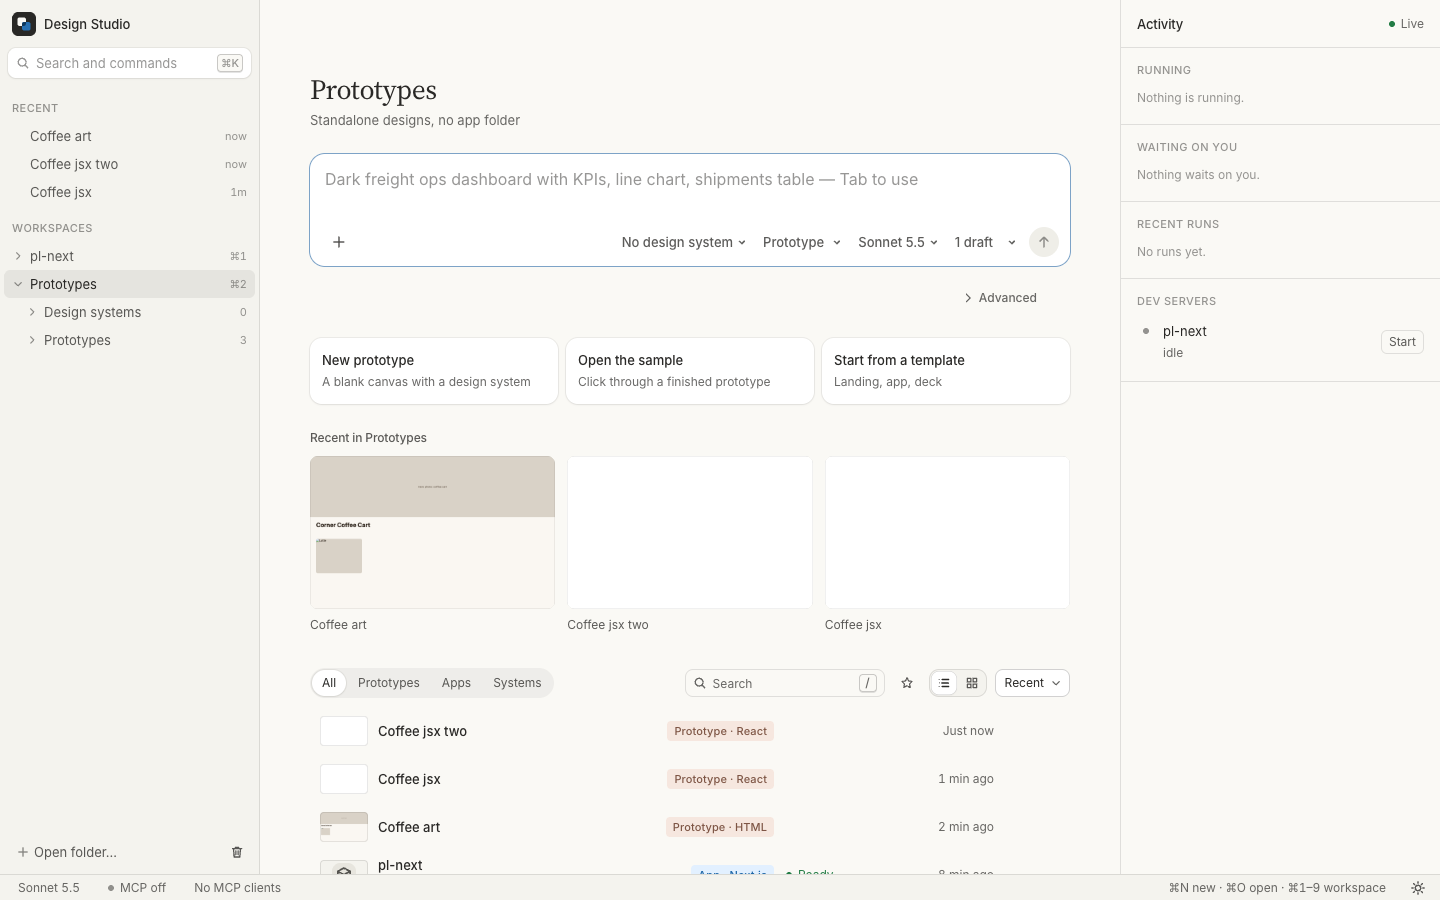 Design Studio
Search and commands ⌘K
RECENT
Coffee art now
Coffee jsx two now
Coffee jsx 1m
WORKSPACES
pl-next ⌘1
Prototypes ⌘2
Design systems 0
Prototypes 3
Open folder...
Prototypes
Standalone designs, no app folder
Dark freight ops dashboard with KPIs, line chart, shipments table — Tab to use
No design system Prototype Sonnet 5.5 1 draft
Advanced
New prototype
A blank canvas with a design system
Open the sample
Click through a finished prototype
Start from a template
Landing, app, deck
Recent in Prototypes
Corner Coffee Cart
Coffee art
Coffee jsx two
Coffee jsx
All Prototypes Apps Systems
Search /
Recent
Coffee jsx two Prototype · React Just now
Coffee jsx Prototype · React 1 min ago
Coffee art Prototype · HTML 2 min ago
pl-next App · Next.js Ready 8 min ago
Activity Live
RUNNING
Nothing is running.
WAITING ON YOU
Nothing waits on you.
RECENT RUNS
No runs yet.
DEV SERVERS
pl-next
idle
Start
Sonnet 5.5 MCP off No MCP clients
⌘N new · ⌘O open · ⌘1–9 workspace